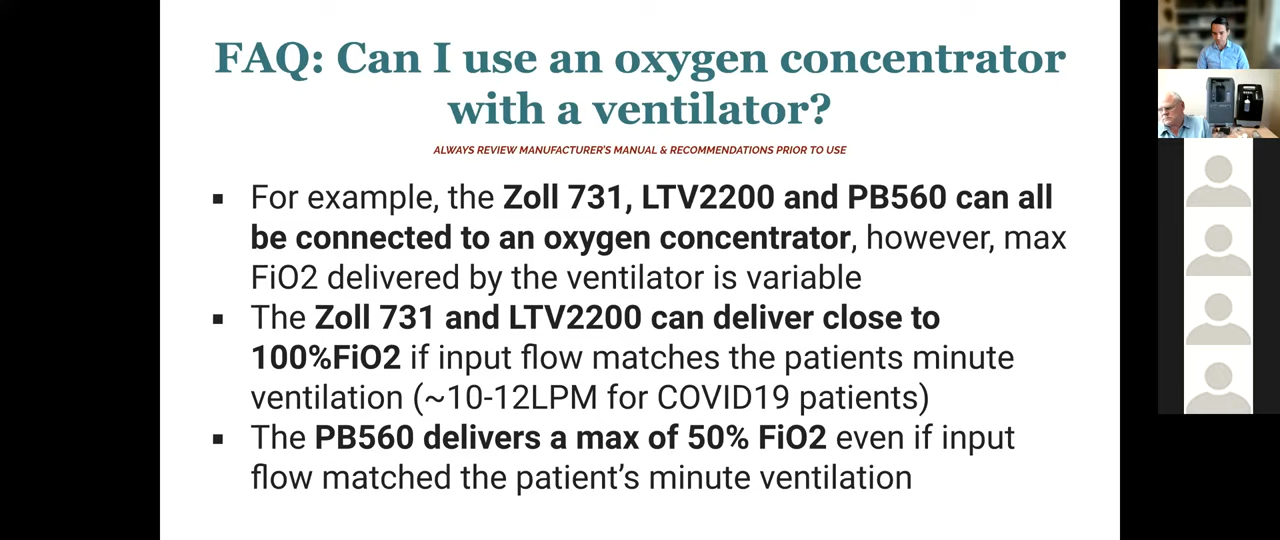 FAQ: Can I use an oxygen concentrator
with a ventilator?
ALWAYS REVIEW MANUFACTURER'S MANUAL & RECOMMENDATIONS PRIOR TO USE
▪ For example, the Zoll 731, LTV2200 and PB560 can all
be connected to an oxygen concentrator, however, max
FiO2 delivered by the ventilator is variable
▪ The Zoll 731 and LTV2200 can deliver close to
100%FiO2 if input flow matches the patients minute
ventilation (~10-12LPM for COVID19 patients)
▪ The PB560 delivers a max of 50% FiO2 even if input
flow matched the patient's minute ventilation